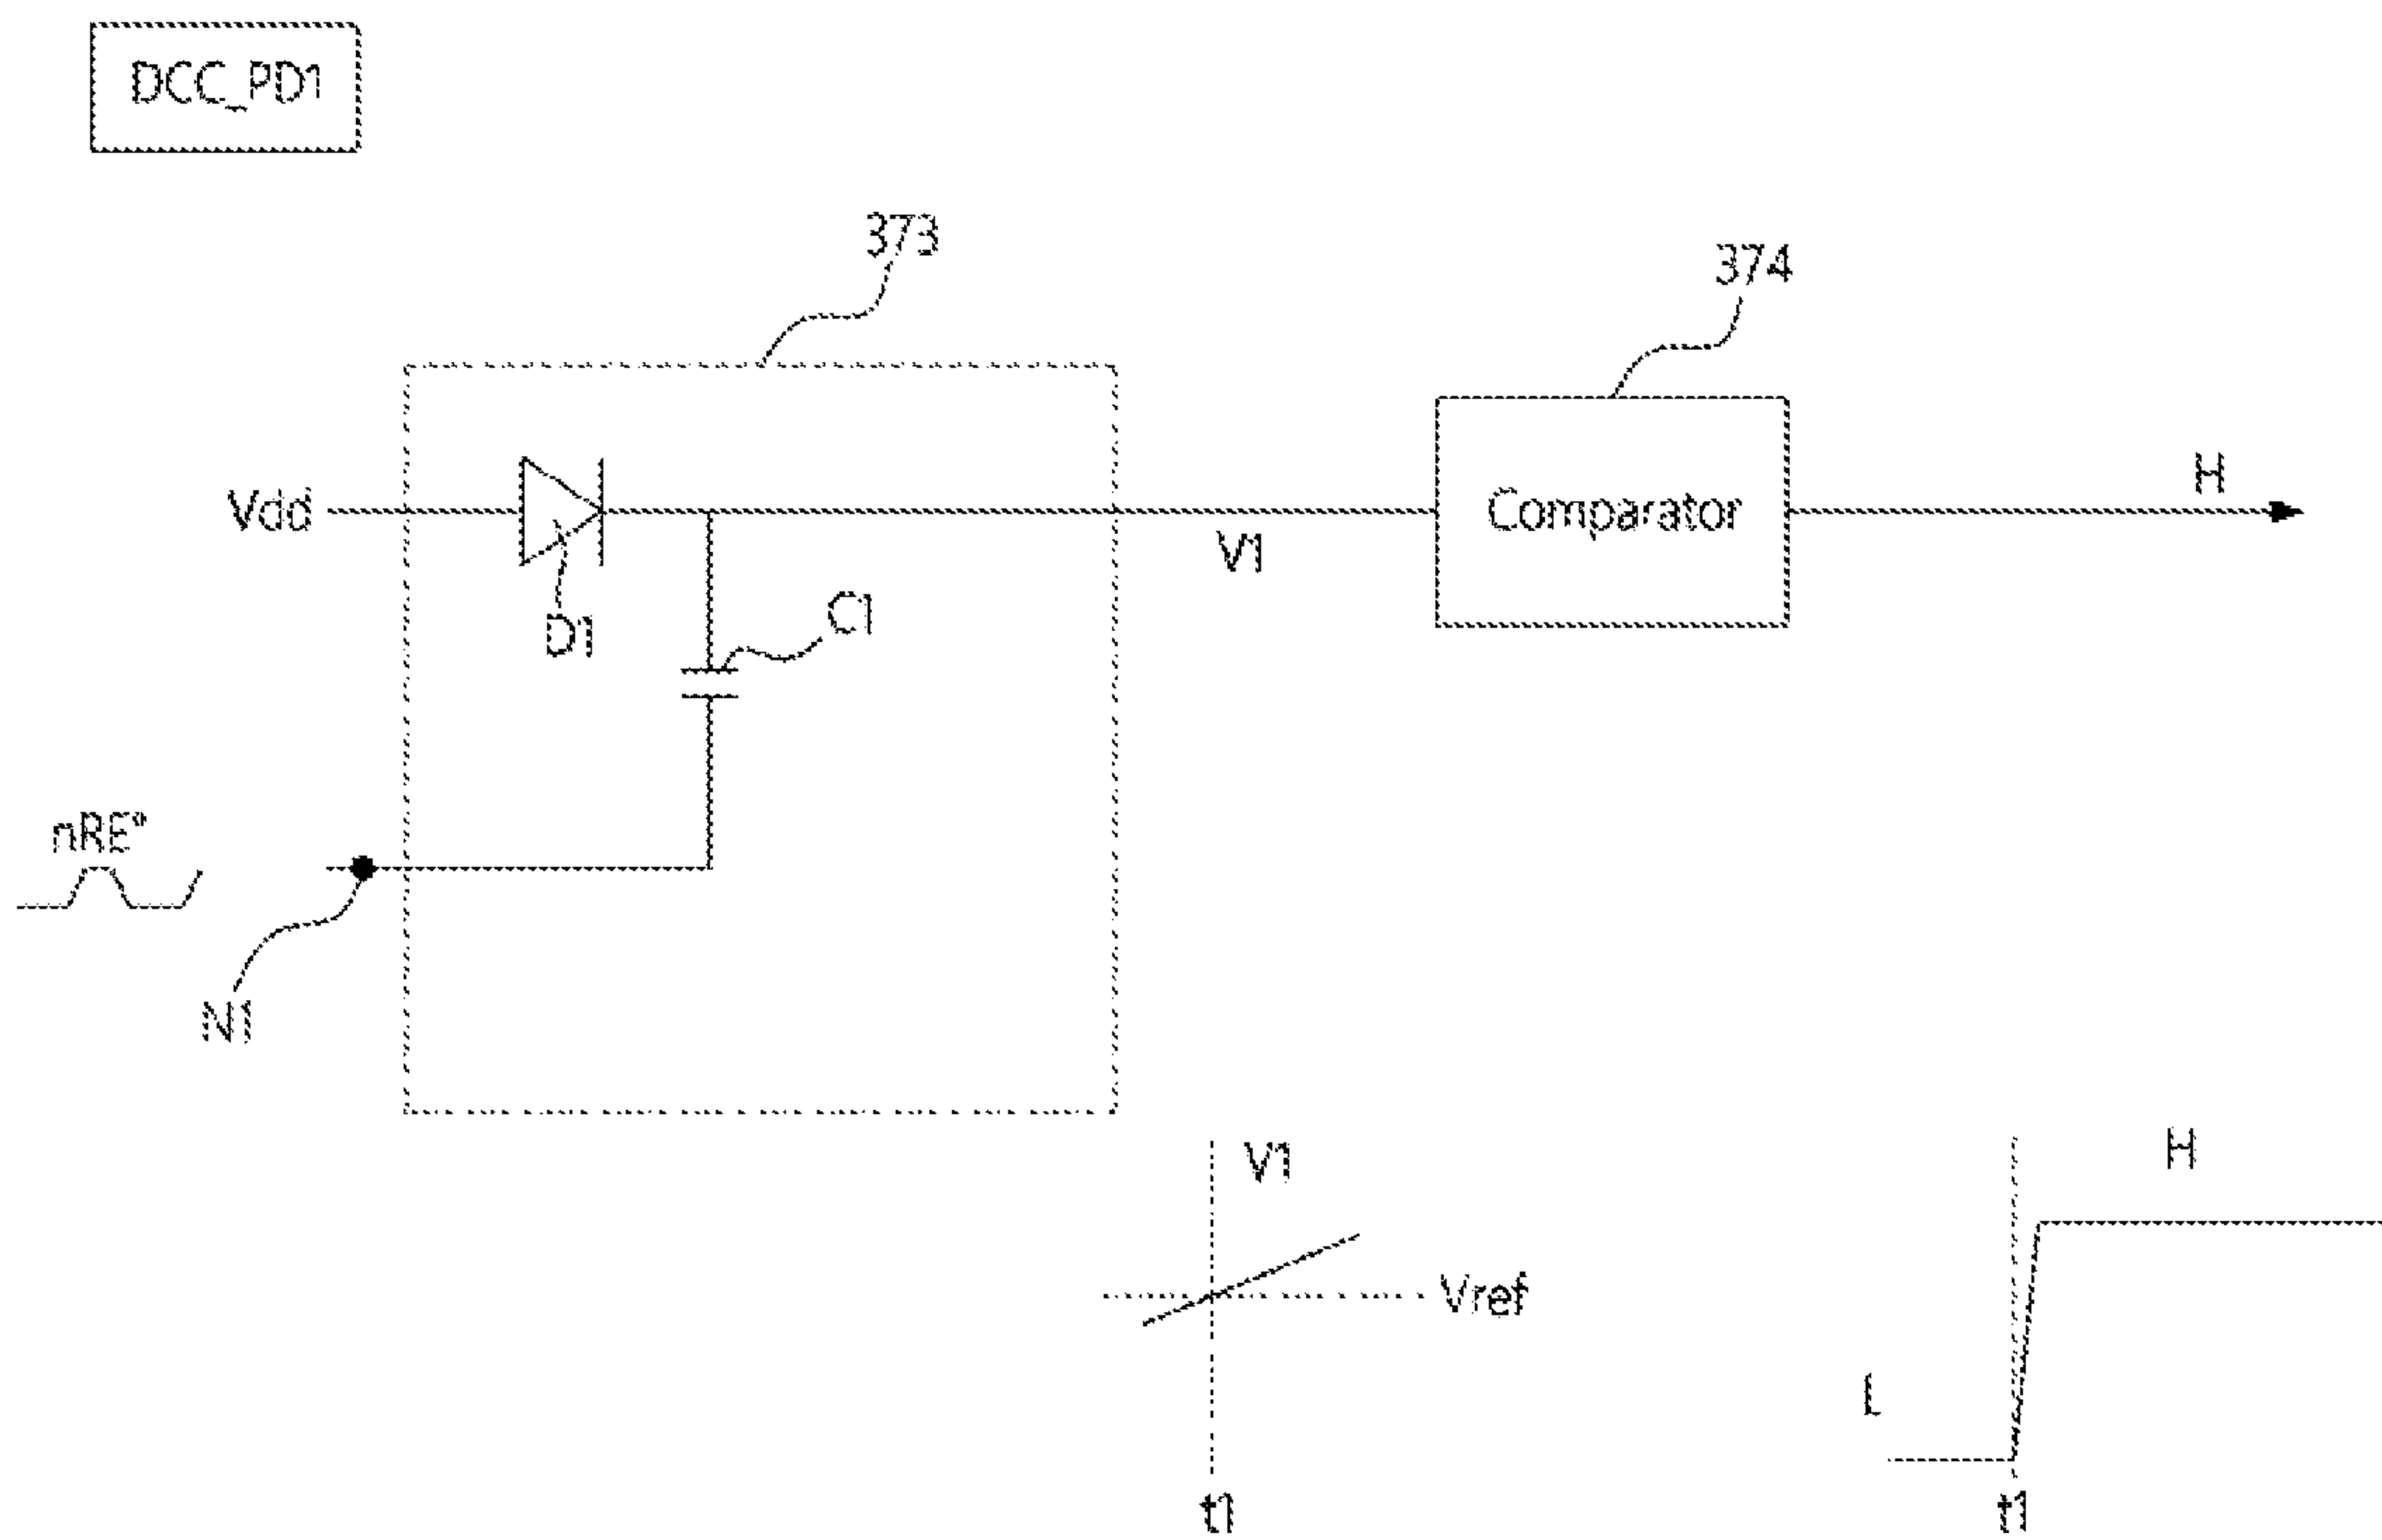 DCC_PD1
373
374
Vdd
D1
C1
V1
Comparator
H
nRE°
N1
V1
Vref
t1
H
L
t1